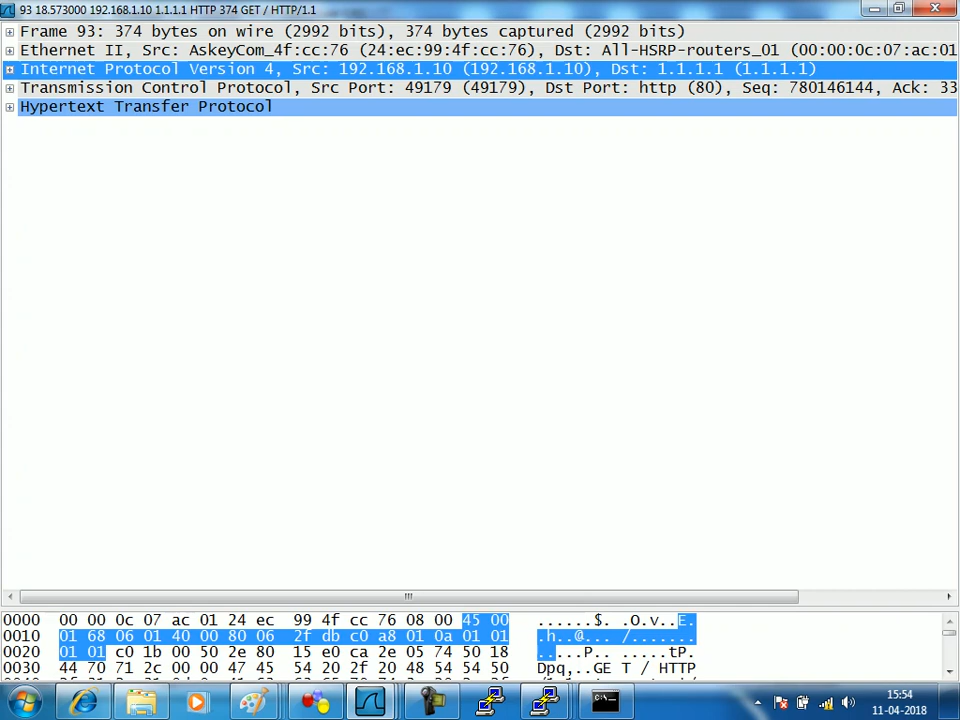 93 18.573000 192.168.1.10 1.1.1.1 HTTP 374 GET / HTTP/1.1
Frame 93: 374 bytes on wire (2992 bits), 374 bytes captured (2992 bits)
Ethernet II, Src: AskeyCom_4f:cc:76 (24:ec:99:4f:cc:76), Dst: All-HSRP-routers_01 (00:00:0c:07:ac:01
Internet Protocol Version 4, Src: 192.168.1.10 (192.168.1.10), Dst: 1.1.1.1 (1.1.1.1)
Transmission Control Protocol, Src Port: 49179 (49179), Dst Port: http (80), Seq: 780146144, Ack: 33
Hypertext Transfer Protocol
0000 00 00 0c 07 ac 01 24 ec 99 4f cc 76 08 00 45 00 ......$. .O.v..E.
0010 01 68 06 01 40 00 80 06 2f db c0 a8 01 0a 01 01 .h..@... /.......
0020 01 01 c0 1b 00 50 2e 80 15 e0 ca 2e 05 74 50 18 .....P.. .....tP.
0030 44 70 71 2c 00 00 47 45 54 20 2f 20 48 54 54 50 Dpq,..GE T / HTTP
15:54
11-04-2018